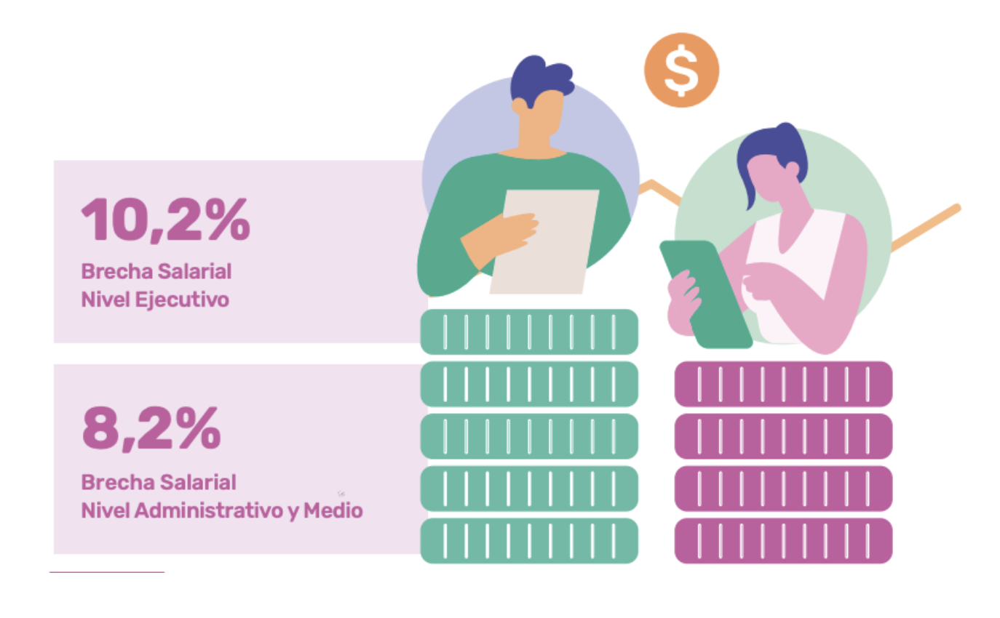 10,2%
Brecha Salarial
Nivel Ejecutivo
8,2%
Brecha Salarial
Nivel Administrativo y Medio
$